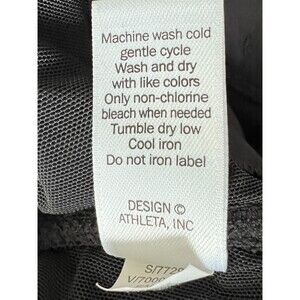 Machine wash cold
gentle cycle
Wash and dry
with like colors
Only non-chlorine
bleach when needed
Tumble dry low
Cool iron
Do not iron label
DESIGN ©
ATHLETA, INC